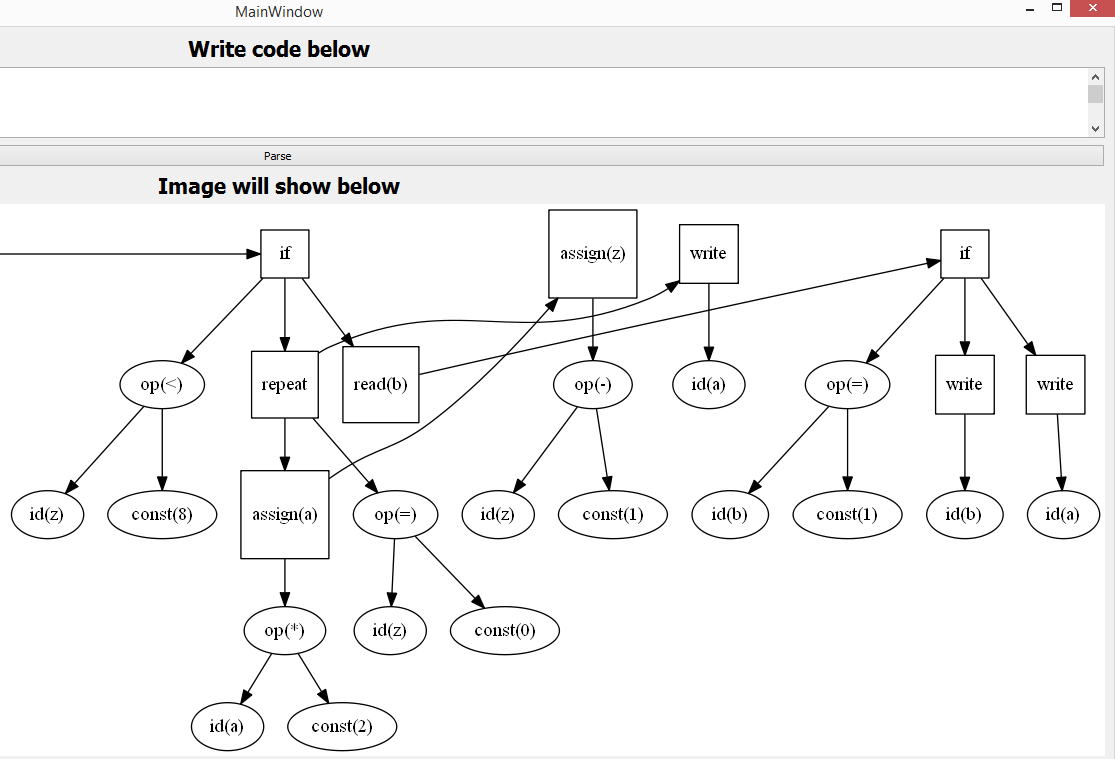 MainWindow
Write code below
Parse
Image will show below
if
assign(z)
write
if
op(<)
repeat
read(b)
op(-)
id(a)
op(=)
write
write
id(z)
const(8)
assign(a)
op(=)
id(z)
const(1)
id(b)
const(1)
id(b)
id(a)
op(*)
id(z)
const(0)
id(a)
const(2)